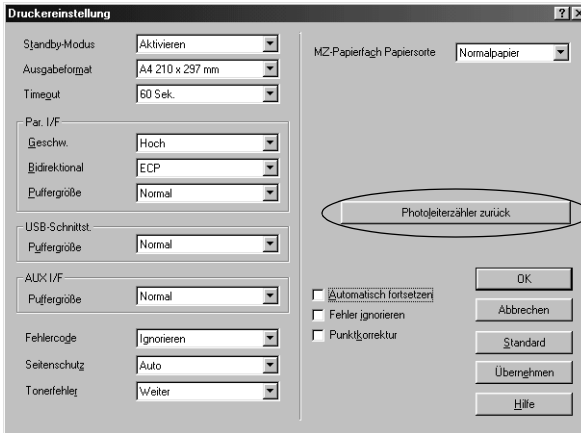 Druckereinstellung
Standby-Modus Aktivieren
Ausgabeformat A4 210 x 297 mm
Timeout 60 Sek.
Par. I/F
Geschw. Hoch
Bidirektional ECP
Puffergröße Normal
USB-Schnittst.
Puffergröße Normal
AUX I/F
Puffergröße Normal
Fehlercode Ignorieren
Seitenschutz Auto
Tonerfehler Weiter
MZ-Papierfach Papiersorte Normalpapier
Photoleiterzähler zurück
Automatisch fortsetzen
Fehler ignorieren
Punktkorrektur
OK
Abbrechen
Standard
Übernehmen
Hilfe